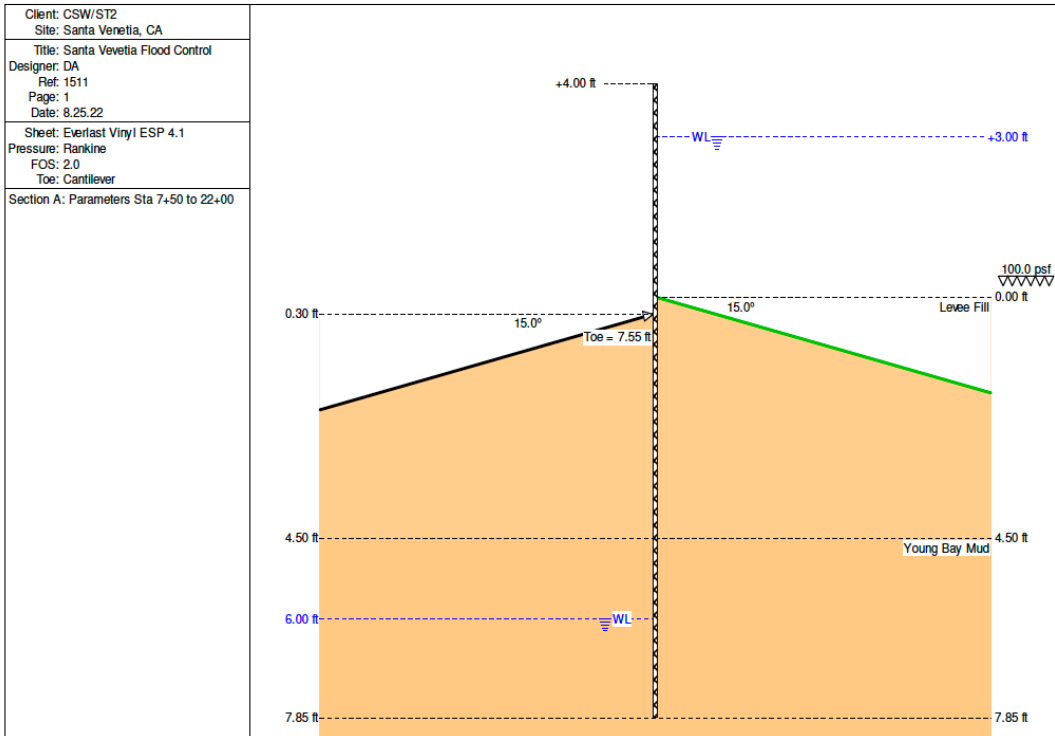 Client: CSW/ST2
Site: Santa Venetia, CA
Title: Santa Vevetia Flood Control
Designer: DA
Ref: 1511
Page: 1
Date: 8.25.22
Sheet: Everlast Vinyl ESP 4.1
Pressure: Rankine
FOS: 2.0
Toe: Cantilever
Section A: Parameters Sta 7+50 to 22+00
+4.00 ft
WL +3.00 ft
100.0 psf
0.00 ft
15.0º Levee Fill
0.30 ft
15.0º
Toe = 7.55 ft
4.50 ft 4.50 ft
Young Bay Mud
6.00 ft WL
7.85 ft 7.85 ft